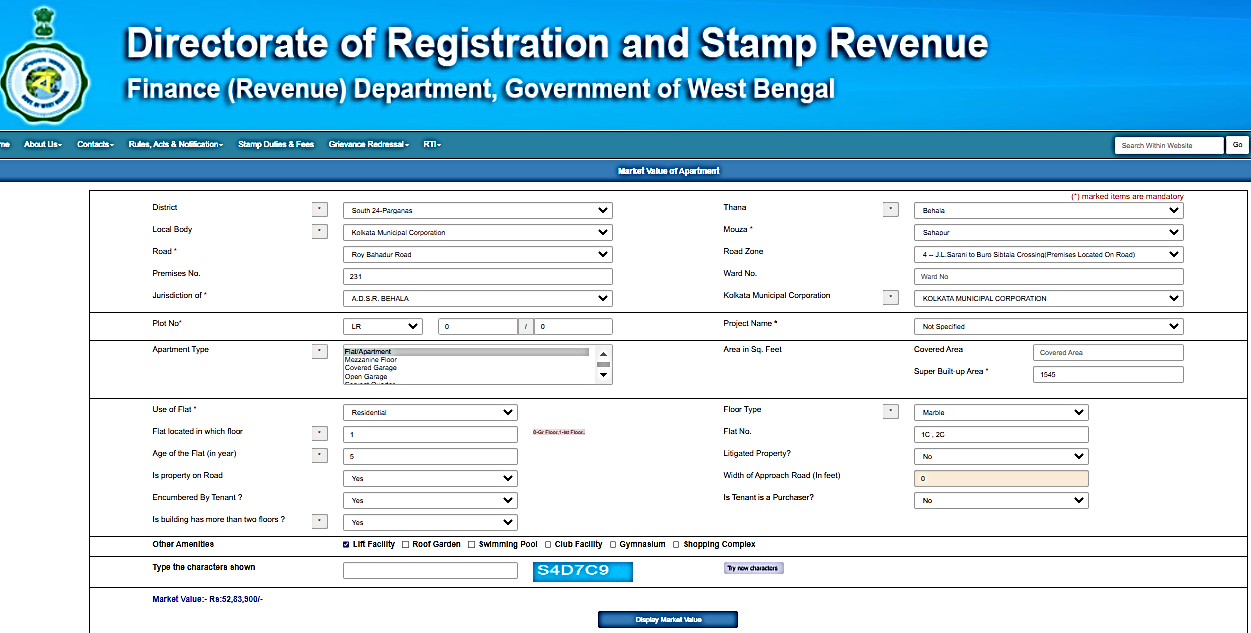 Directorate of Registration and Stamp Revenue
Finance (Revenue) Department, Government of West Bengal
me About Us Contacts Rules, Acts & Notification Stamp Duties & Fees Grievance Redressal RTI Search Within Website Go
Market Value of Apartment
(*) marked items are mandatory
District * South 24-Parganas Thana * Behala
Local Body * Kolkata Municipal Corporation Mouza * Sahapur
Road * Roy Bahadur Road Road Zone 4 -- J.L.Sarani to Buro Sibtala Crossing(Premises Located On Road)
Premises No. 231 Ward No. Ward No
Jurisdiction of * A.D.S.R. BEHALA Kolkata Municipal Corporation * KOLKATA MUNICIPAL CORPORATION
Plot No* LR 0 / 0 Project Name * Not Specified
Apartment Type * Flat/Apartment Area in Sq. Feet Covered Area Covered Area
Mezzanine Floor
Covered Garage Super Built-up Area * 1545
Open Garage
Use of Flat * Residential Floor Type * Marble
Flat located in which floor * 1 0-Gr Floor,1-Ist Floor.. Flat No. 1C , 2C
Age of the Flat (in year) * 5 Litigated Property? No
Is property on Road Yes Width of Approach Road (In feet) 0
Encumbered By Tenant ? Yes Is Tenant is a Purchaser? No
Is building has more than two floors ? * Yes
Other Amenities Lift Facility Roof Garden Swimming Pool Club Facility Gymnasium Shopping Complex
Type the characters shown S4D7C9 Try new characters
Market Value:- Rs:52,83,900/-
Display Market Value